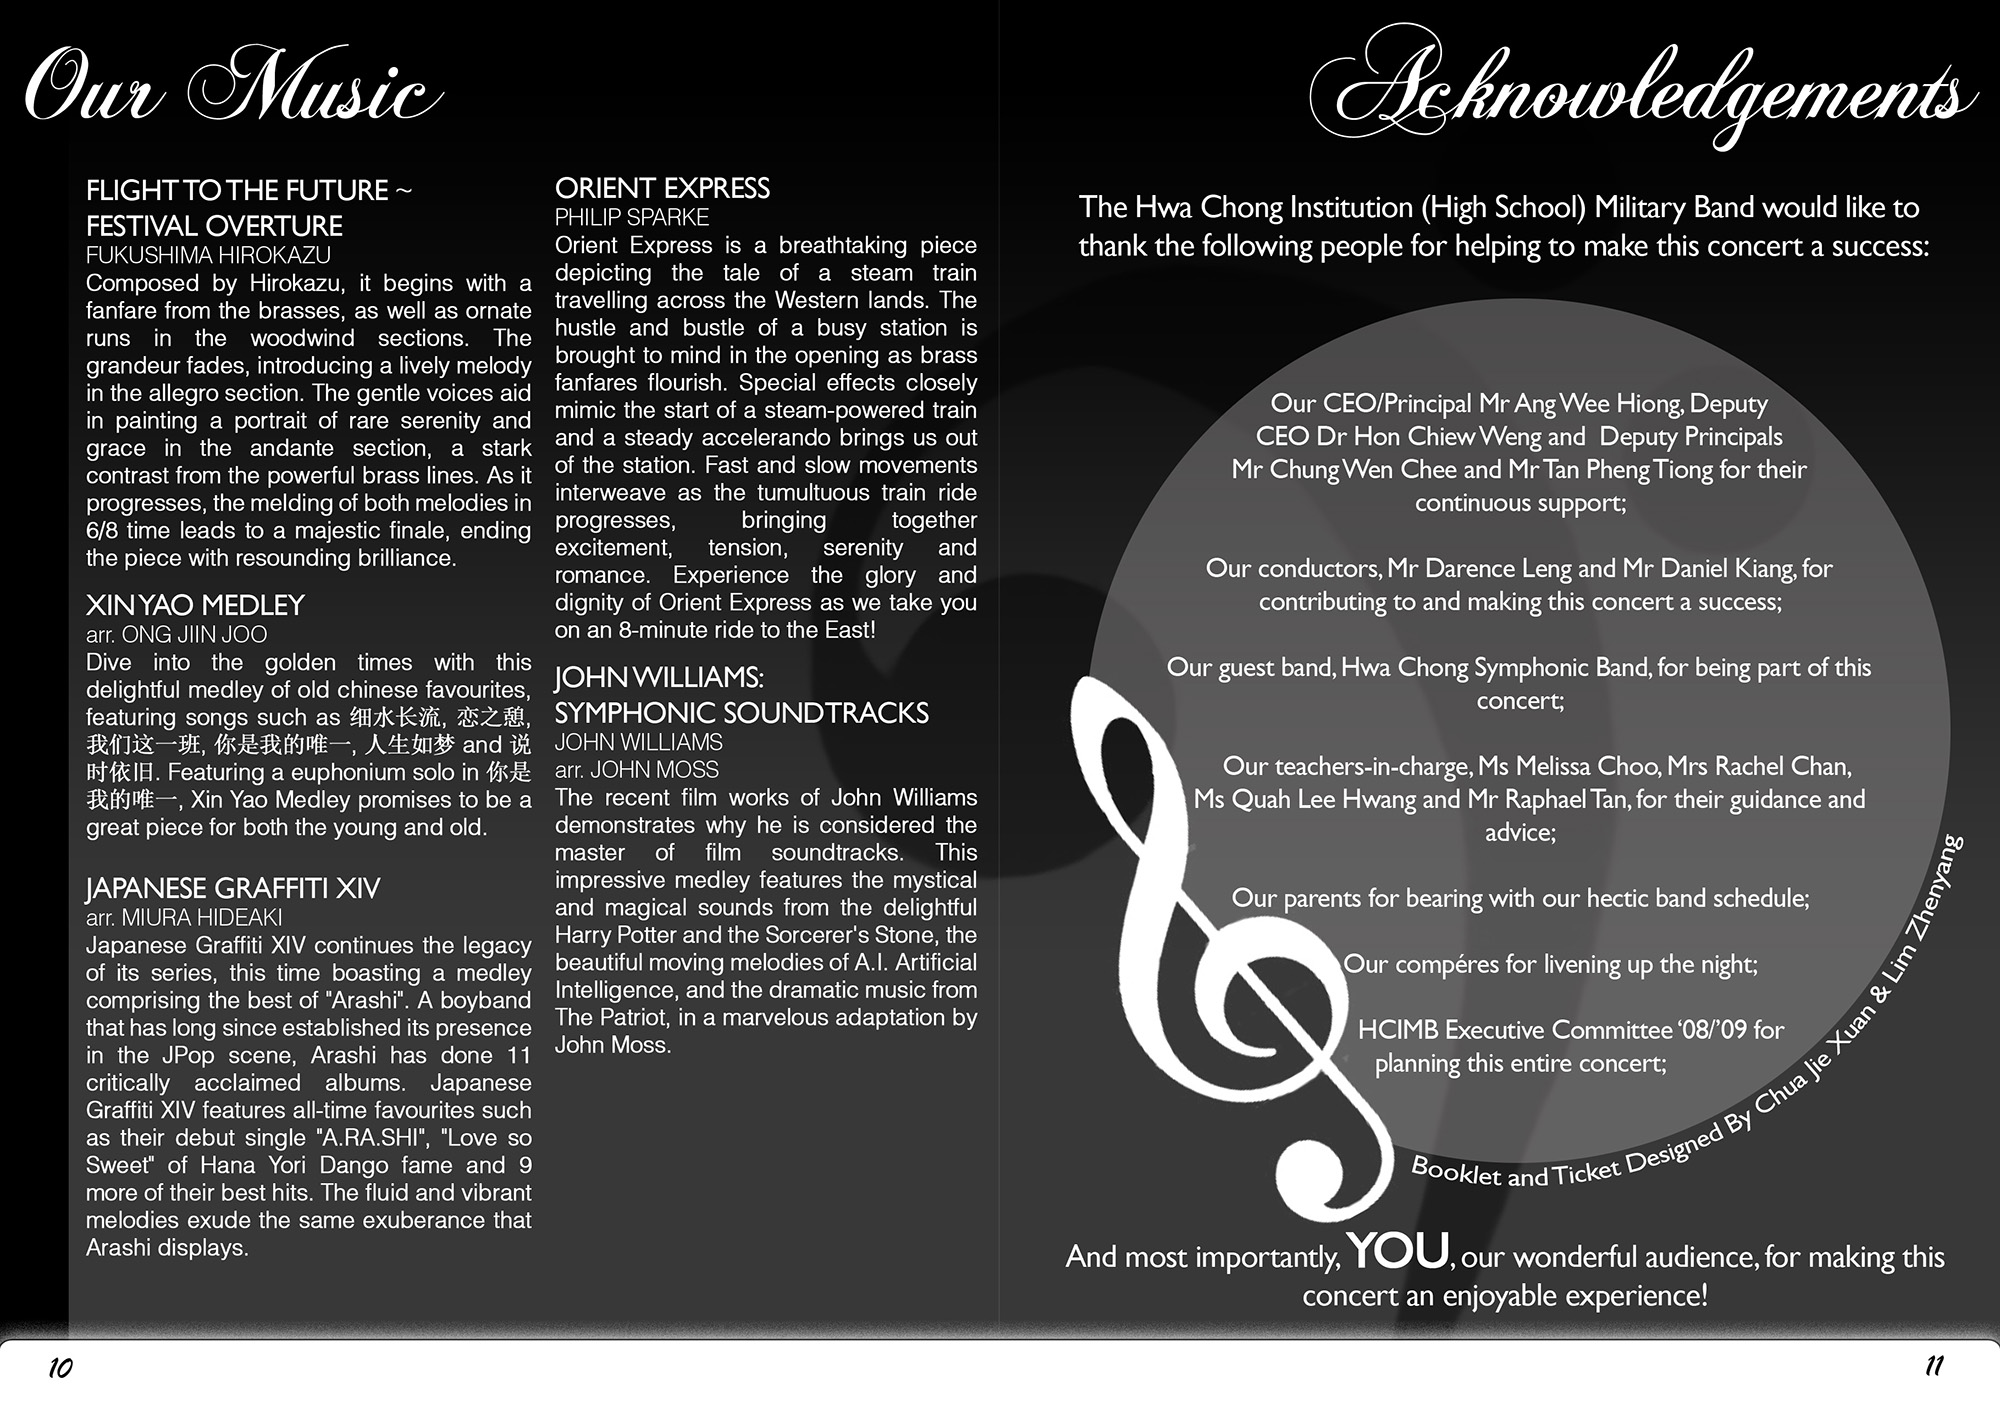 Our Music
FLIGHT TO THE FUTURE ~
FESTIVAL OVERTURE
FUKUSHIMA HIROKAZU
Composed by Hirokazu, it begins with a
fanfare from the brasses, as well as ornate
runs in the woodwind sections. The
grandeur fades, introducing a lively melody
in the allegro section. The gentle voices aid
in painting a portrait of rare serenity and
grace in the andante section, a stark
contrast from the powerful brass lines. As it
progresses, the melding of both melodies in
6/8 time leads to a majestic finale, ending
the piece with resounding brilliance.
XIN YAO MEDLEY
arr. ONG JIIN JOO
Dive into the golden times with this
delightful medley of old chinese favourites,
featuring songs such as 细水长流, 恋之憩,
我们这一班, 你是我的唯一, 人生如梦 and 说
时依旧. Featuring a euphonium solo in 你是
我的唯一, Xin Yao Medley promises to be a
great piece for both the young and old.
JAPANESE GRAFFITI XIV
arr. MIURA HIDEAKI
Japanese Graffiti XIV continues the legacy
of its series, this time boasting a medley
comprising the best of "Arashi". A boyband
that has long since established its presence
in the JPop scene, Arashi has done 11
critically acclaimed albums. Japanese
Graffiti XIV features all-time favourites such
as their debut single "A.RA.SHI", "Love so
Sweet" of Hana Yori Dango fame and 9
more of their best hits. The fluid and vibrant
melodies exude the same exuberance that
Arashi displays.
ORIENT EXPRESS
PHILIP SPARKE
Orient Express is a breathtaking piece
depicting the tale of a steam train
travelling across the Western lands. The
hustle and bustle of a busy station is
brought to mind in the opening as brass
fanfares flourish. Special effects closely
mimic the start of a steam-powered train
and a steady accelerando brings us out
of the station. Fast and slow movements
interweave as the tumultuous train ride
progresses, bringing together
excitement, tension, serenity and
romance. Experience the glory and
dignity of Orient Express as we take you
on an 8-minute ride to the East!
JOHN WILLIAMS:
SYMPHONIC SOUNDTRACKS
JOHN WILLIAMS
arr. JOHN MOSS
The recent film works of John Williams
demonstrates why he is considered the
master of film soundtracks. This
impressive medley features the mystical
and magical sounds from the delightful
Harry Potter and the Sorcerer's Stone, the
beautiful moving melodies of A.I. Artificial
Intelligence, and the dramatic music from
The Patriot, in a marvelous adaptation by
John Moss.
10
Acknowledgements
The Hwa Chong Institution (High School) Military Band would like to
thank the following people for helping to make this concert a success:
Our CEO/Principal Mr Ang Wee Hiong, Deputy
CEO Dr Hon Chiew Weng and Deputy Principals
Mr Chung Wen Chee and Mr Tan Pheng Tiong for their
continuous support;
Our conductors, Mr Darence Leng and Mr Daniel Kiang, for
contributing to and making this concert a success;
Our guest band, Hwa Chong Symphonic Band, for being part of this
concert;
Our teachers-in-charge, Ms Melissa Choo, Mrs Rachel Chan,
Ms Quah Lee Hwang and Mr Raphael Tan, for their guidance and
advice;
Our parents for bearing with our hectic band schedule;
Our compéres for livening up the night;
HCIMB Executive Committee ‘08/’09 for
planning this entire concert;
Booklet and Ticket Designed By Chua Jie Xuan & Lim Zhenyang
And most importantly, YOU, our wonderful audience, for making this
concert an enjoyable experience!
11